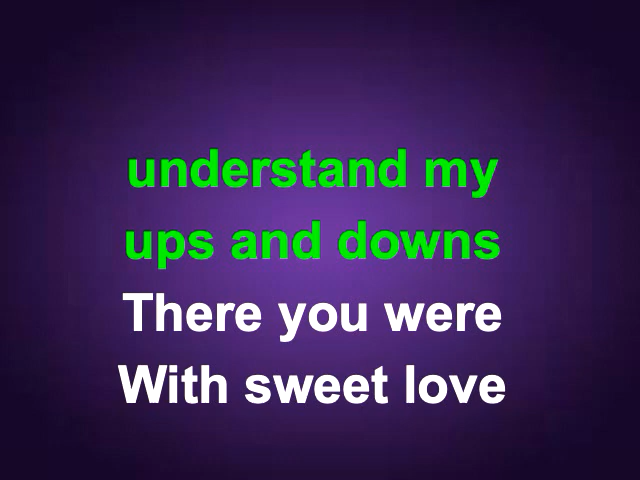 understand my
ups and downs
There you were
With sweet love